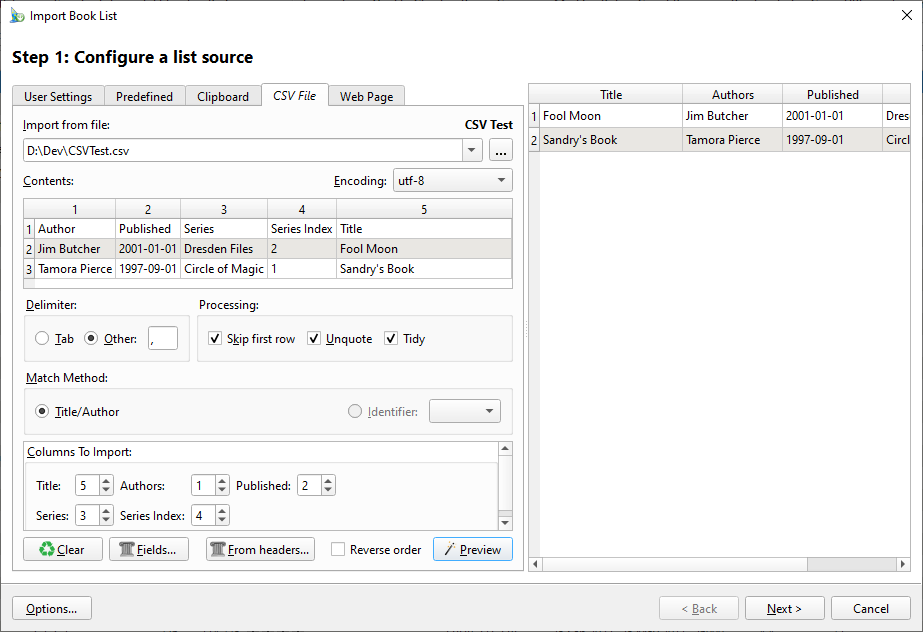 Import Book List
Step 1: Configure a list source
User Settings Predefined Clipboard CSV File Web Page
Import from file: CSV Test
D:\Dev\CSVTest.csv ...
Contents: Encoding: utf-8
1 2 3 4 5
1 Author Published Series Series Index Title
2 Jim Butcher 2001-01-01 Dresden Files 2 Fool Moon
3 Tamora Pierce 1997-09-01 Circle of Magic 1 Sandry's Book
Delimiter: Processing:
Tab Other: , Skip first row Unquote Tidy
Match Method:
Title/Author Identifier:
Columns To Import:
Title: 5 Authors: 1 Published: 2
Series: 3 Series Index: 4
Clear Fields... From headers... Reverse order Preview
Title Authors Published
1 Fool Moon Jim Butcher 2001-01-01 Dres
2 Sandry's Book Tamora Pierce 1997-09-01 Circl
Options... < Back Next > Cancel